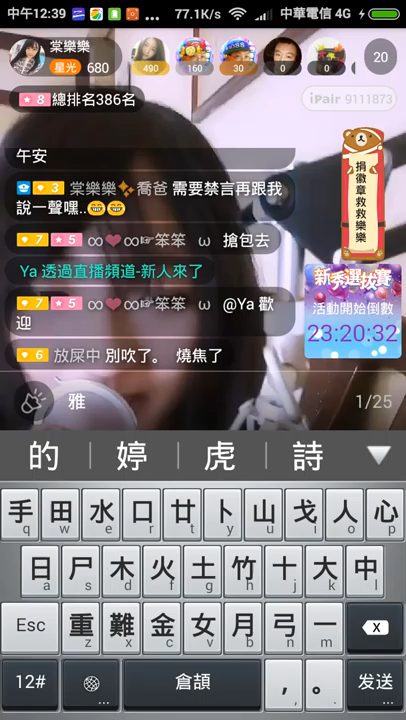 中午12:39 ... 77.1K/s 中華電信 4G
棠樂樂
星光 680
490 160 30 0 0 20
8 總排名386名
iPair 9111873
午安
3 棠樂樂✨喬爸 需要禁言再跟我
說一聲嘿..😂😂
7 5 ∞❤∞☞笨笨 ω 搶包去
Ya 透過直播頻道-新人來了
7 5 ∞❤∞☞笨笨 ω @Ya 歡
迎
6 放屎中 別吹了。 燒焦了
捐徽章救救樂樂
新秀選拔賽
活動開始倒數
23:20:32
雅 1/25
的 婷 虎 詩
手 田 水 口 廿 卜 山 戈 人 心
q w e r t y u i o p
日 尸 木 火 土 竹 十 大 中
a s d f g h j k l
Esc 重 難 金 女 月 弓 一 X
z x c v b n m
12# ... 倉頡 , 。 发送
...